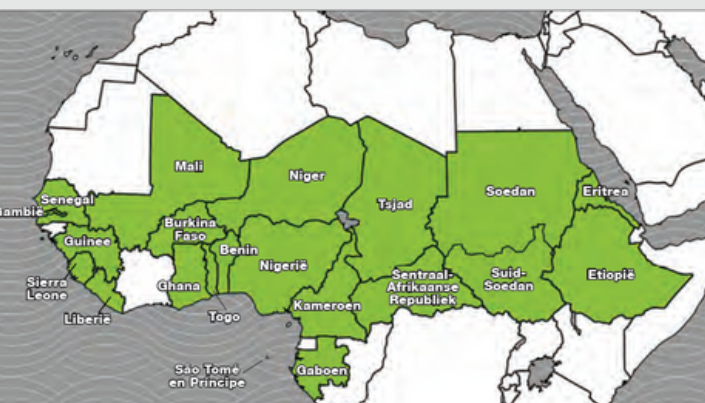 Mali
Niger
Tsjad
Soedan
Eritrea
Senegal
Gambië
Guinee
Burkina
Faso
Benin
Nigerië
Sentraal-
Afrikaanse
Republiek
Suid-
Soedan
Etiopië
Sierra
Leone
Liberië
Ghana
Togo
Kameroen
São Tomé
en Príncipe
Gaboen